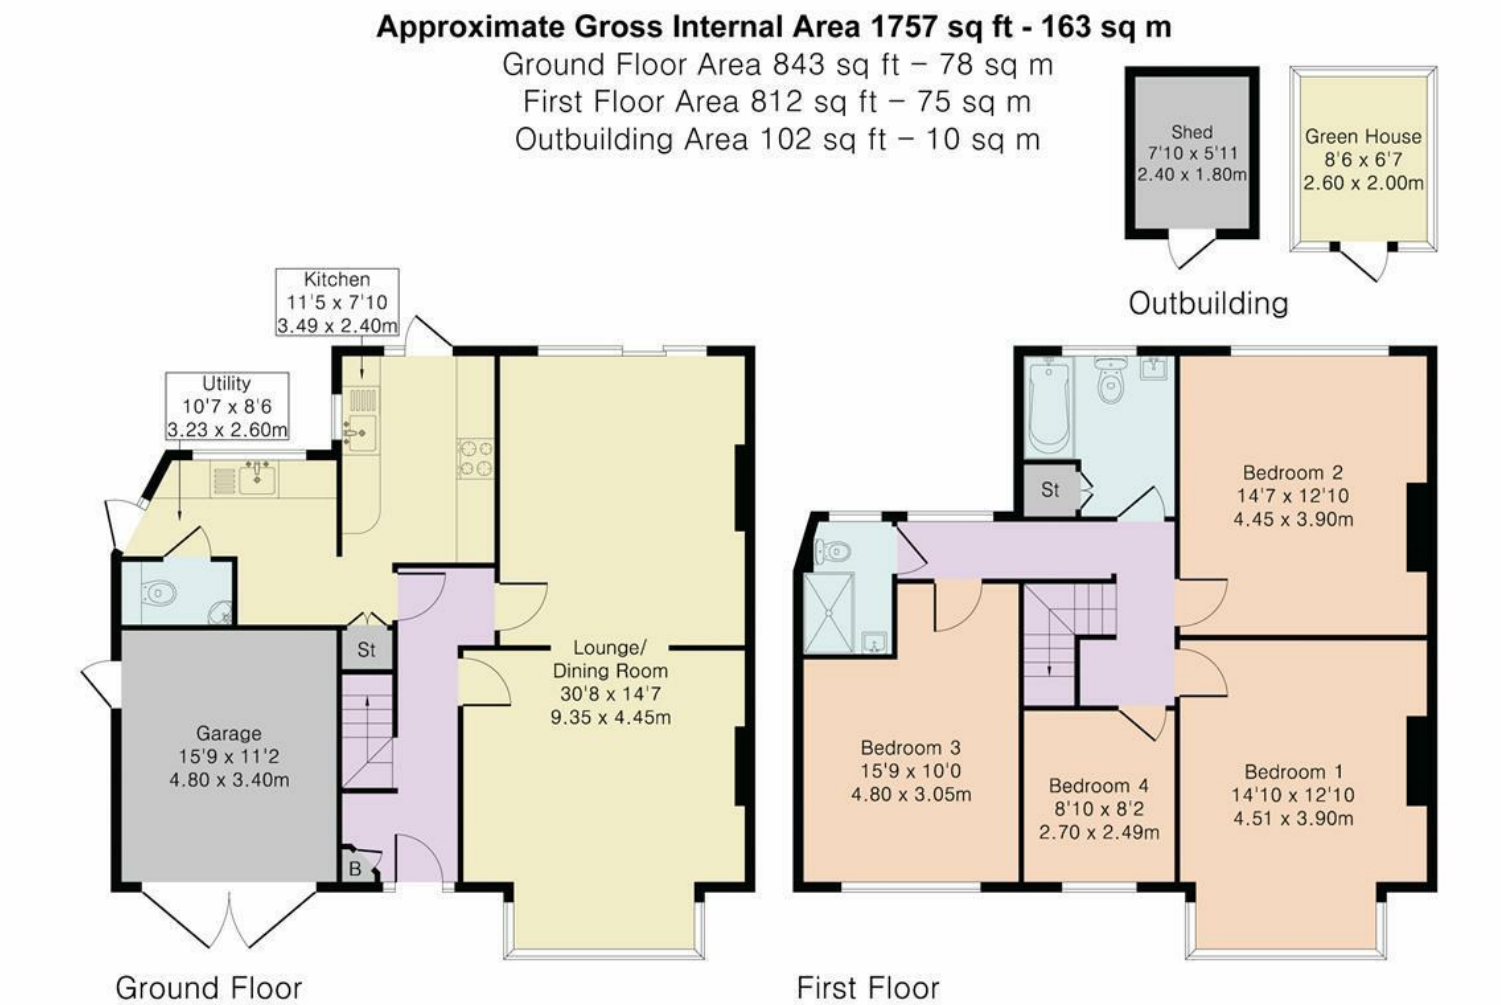 Approximate Gross Internal Area 1757 sq ft - 163 sq m
Ground Floor Area 843 sq ft – 78 sq m
First Floor Area 812 sq ft – 75 sq m
Outbuilding Area 102 sq ft – 10 sq m
Shed
7'10 x 5'11
2.40 x 1.80m
Green House
8'6 x 6'7
2.60 x 2.00m
Outbuilding
Kitchen
11'5 x 7'10
3.49 x 2.40m
Utility
10'7 x 8'6
3.23 x 2.60m
St
Lounge/
Dining Room
30'8 x 14'7
9.35 x 4.45m
Garage
15'9 x 11'2
4.80 x 3.40m
B
Ground Floor
St
Bedroom 2
14'7 x 12'10
4.45 x 3.90m
Bedroom 3
15'9 x 10'0
4.80 x 3.05m
Bedroom 4
8'10 x 8'2
2.70 x 2.49m
Bedroom 1
14'10 x 12'10
4.51 x 3.90m
First Floor